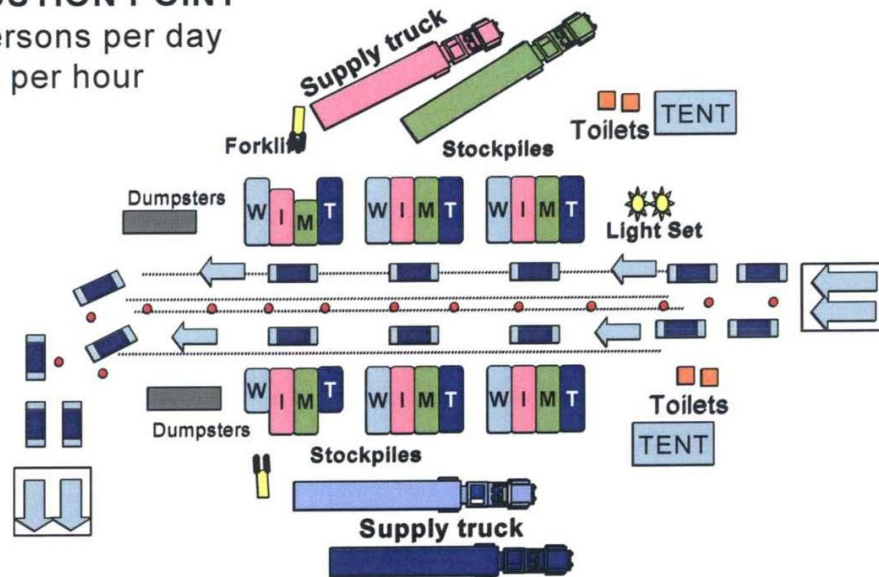 ersons per day
per hour
Supply truck
Forklift
Stockpiles
Toilets
TENT
Dumpsters
W I M T
W I M T
W I M T
Light Set
W I M T
W I M T
W I M T
Dumpsters
Toilets
TENT
Stockpiles
Supply truck